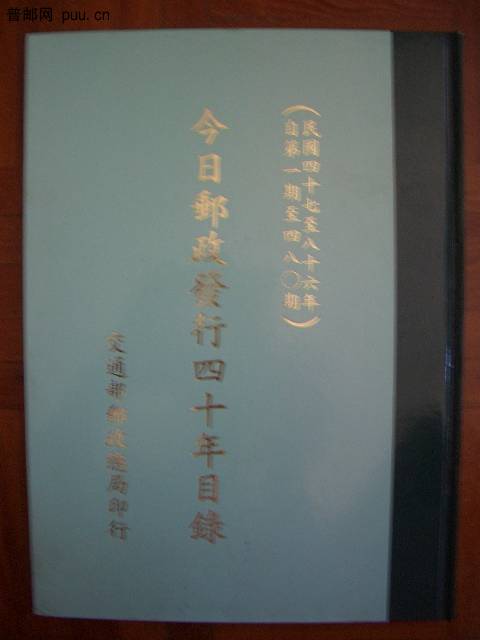 普邮网 puu.cn
(民國四十七至八十六年
自第一期至四八〇期)
今日郵政發行四十年目錄
交通部郵政總局印行